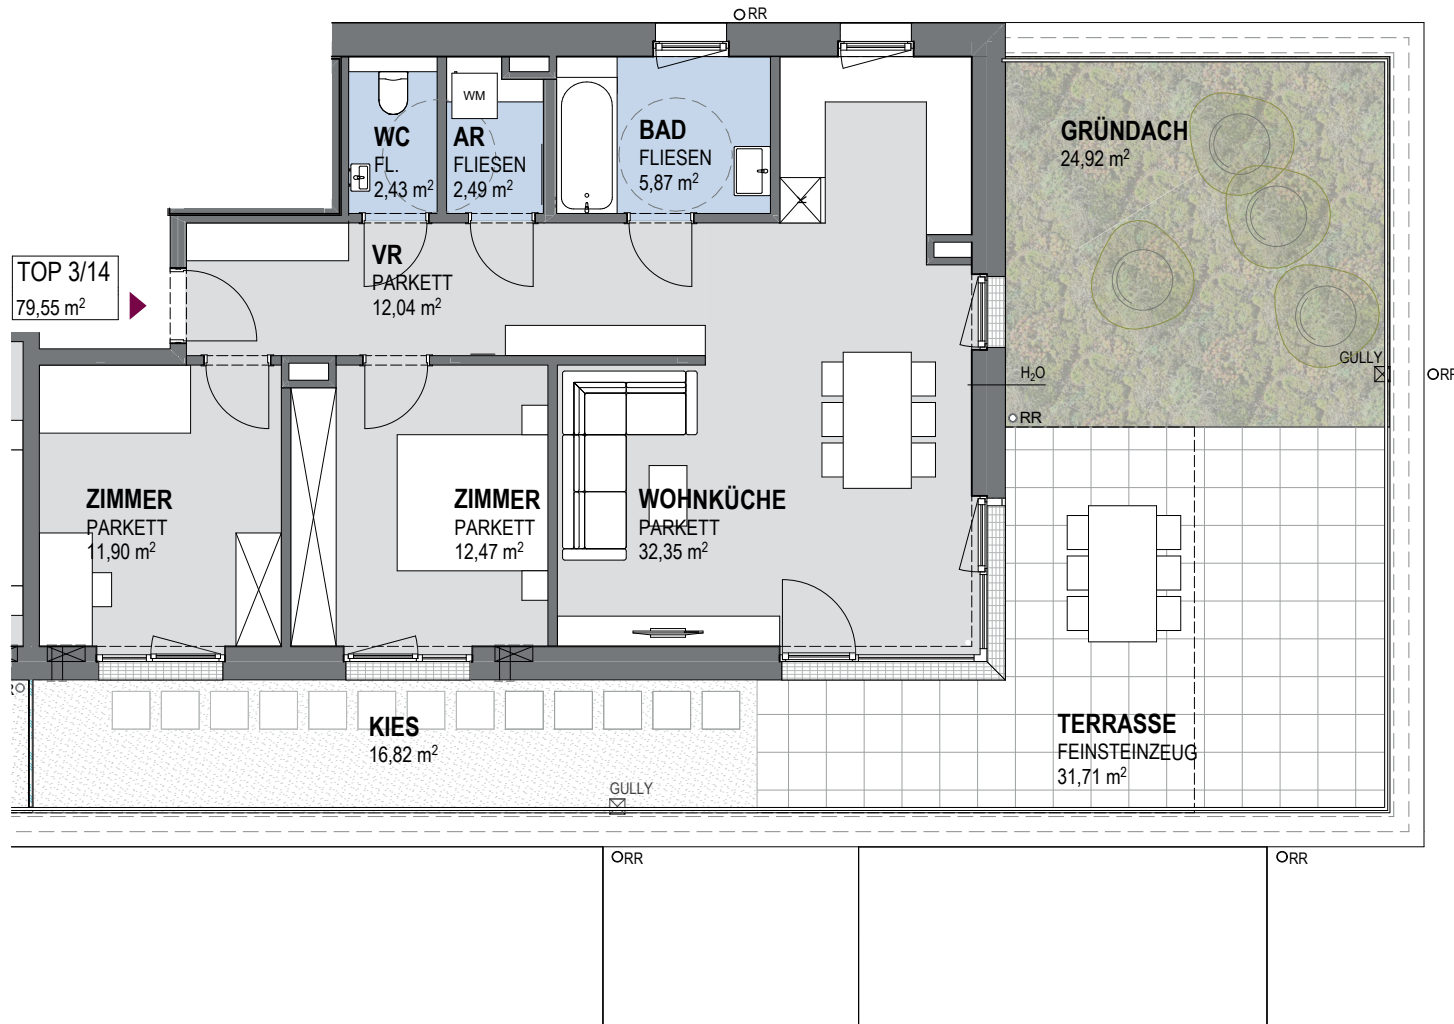 RR
WC
FL.
2,43 m²
AR
FLIESEN
2,49 m²
WM
BAD
FLIESEN
5,87 m²
GRÜNDACH
24,92 m²
TOP 3/14
79,55 m²
VR
PARKETT
12,04 m²
GULLY
H₂O
RR
RR
ZIMMER
PARKETT
11,90 m²
ZIMMER
PARKETT
12,47 m²
WOHNKÜCHE
PARKETT
32,35 m²
KIES
16,82 m²
TERRASSE
FEINSTEINZEUG
31,71 m²
GULLY
RR
RR